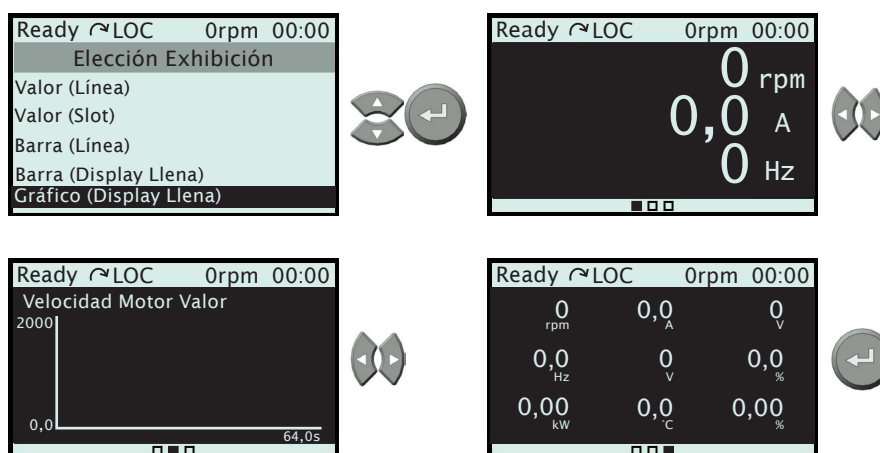 Ready LOC 0rpm 00:00
Elección Exhibición
Valor (Línea)
Valor (Slot)
Barra (Línea)
Barra (Display Llena)
Gráfico (Display Llena)
Ready LOC 0rpm 00:00
0 rpm
0,0 A
0 Hz
Ready LOC 0rpm 00:00
Velocidad Motor Valor
2000
0,0
64,0s
Ready LOC 0rpm 00:00
0 0,0 0
rpm A V
0,0 0 0,0
Hz V %
0,00 0,0 0,00
kW °C %